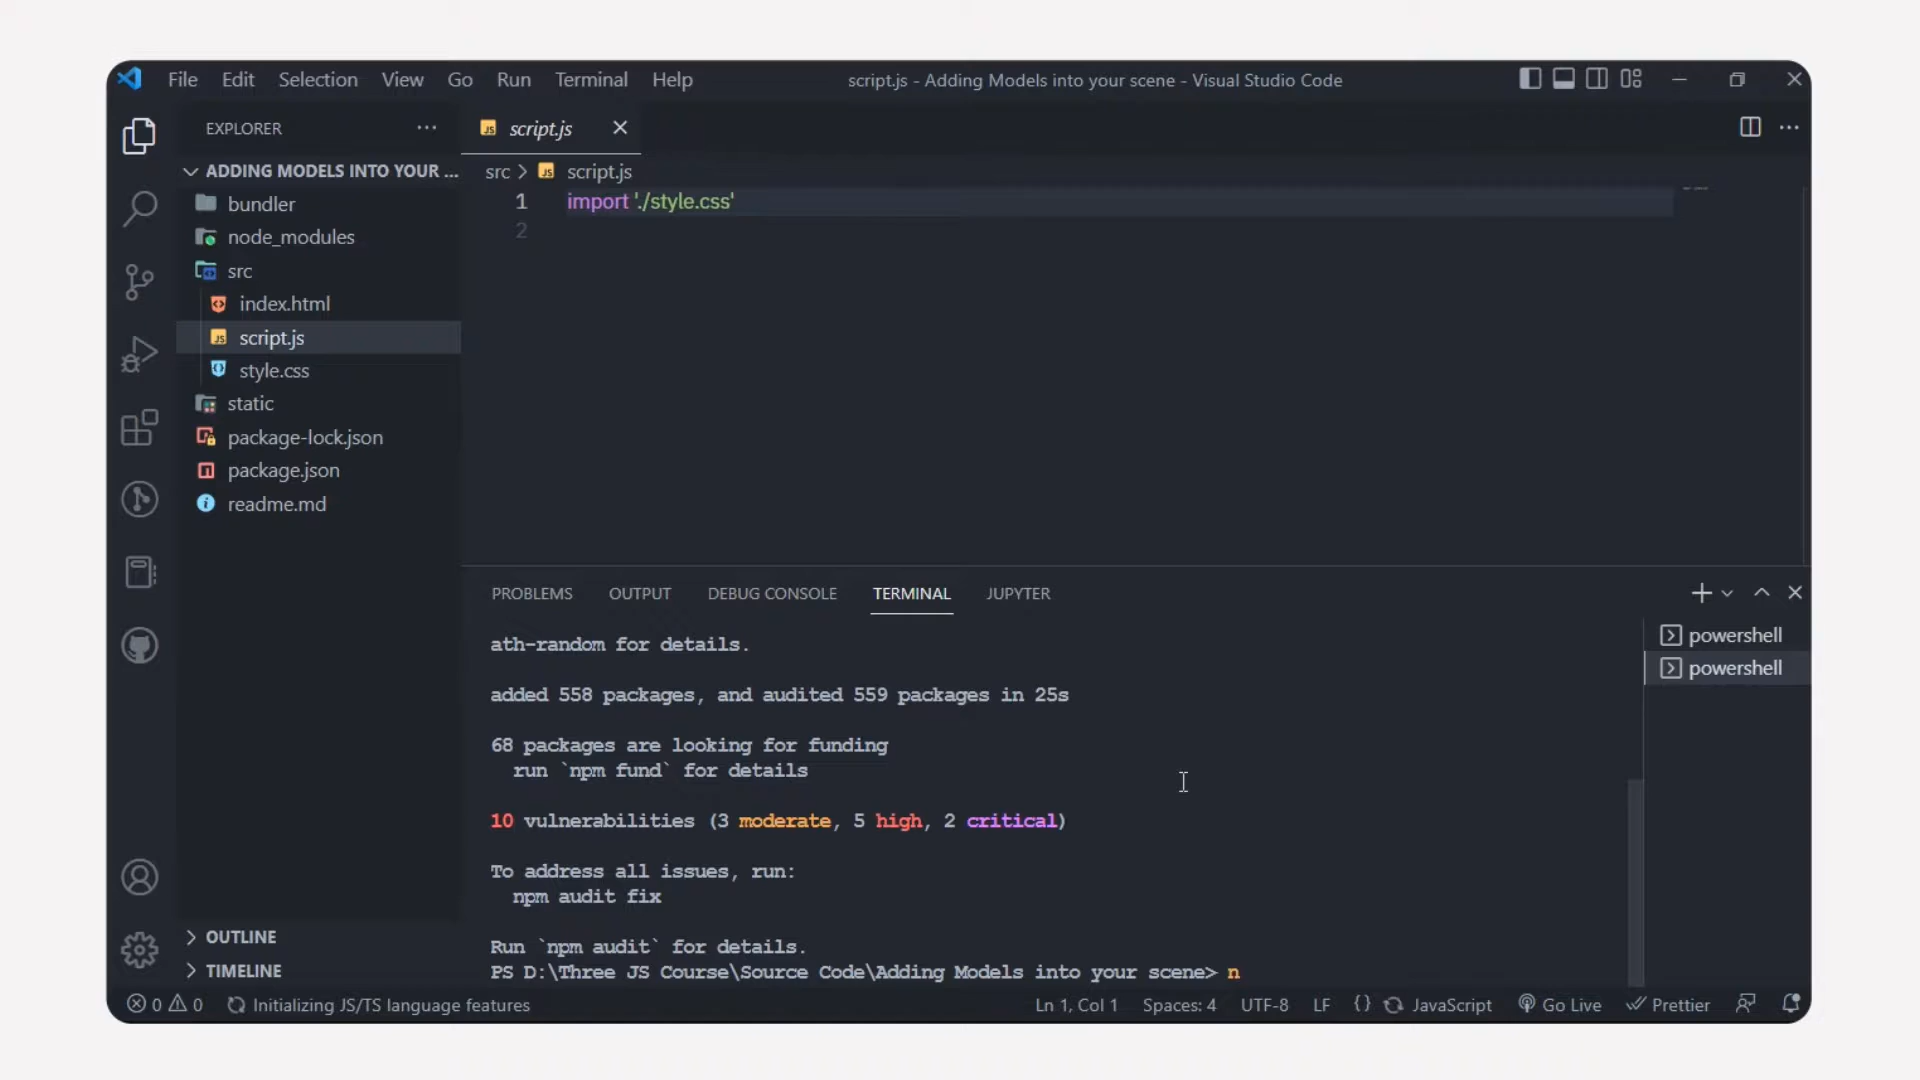 File Edit Selection View Go Run Terminal Help
script.js - Adding Models into your scene - Visual Studio Code
EXPLORER
ADDING MODELS INTO YOUR ...
bundler
node_modules
src
index.html
script.js
style.css
static
package-lock.json
package.json
readme.md
OUTLINE
TIMELINE
JS script.js
src > JS script.js
1 import './style.css'
2
PROBLEMS OUTPUT DEBUG CONSOLE TERMINAL JUPYTER
ath-random for details.
added 558 packages, and audited 559 packages in 25s
68 packages are looking for funding
run `npm fund` for details
10 vulnerabilities (3 moderate, 5 high, 2 critical)
To address all issues, run:
npm audit fix
Run `npm audit` for details.
PS D:\Three JS Course\Source Code\Adding Models into your scene> n
powershell
powershell
0 0 Initializing JS/TS language features
Ln 1, Col 1 Spaces: 4 UTF-8 LF {} JavaScript Go Live Prettier